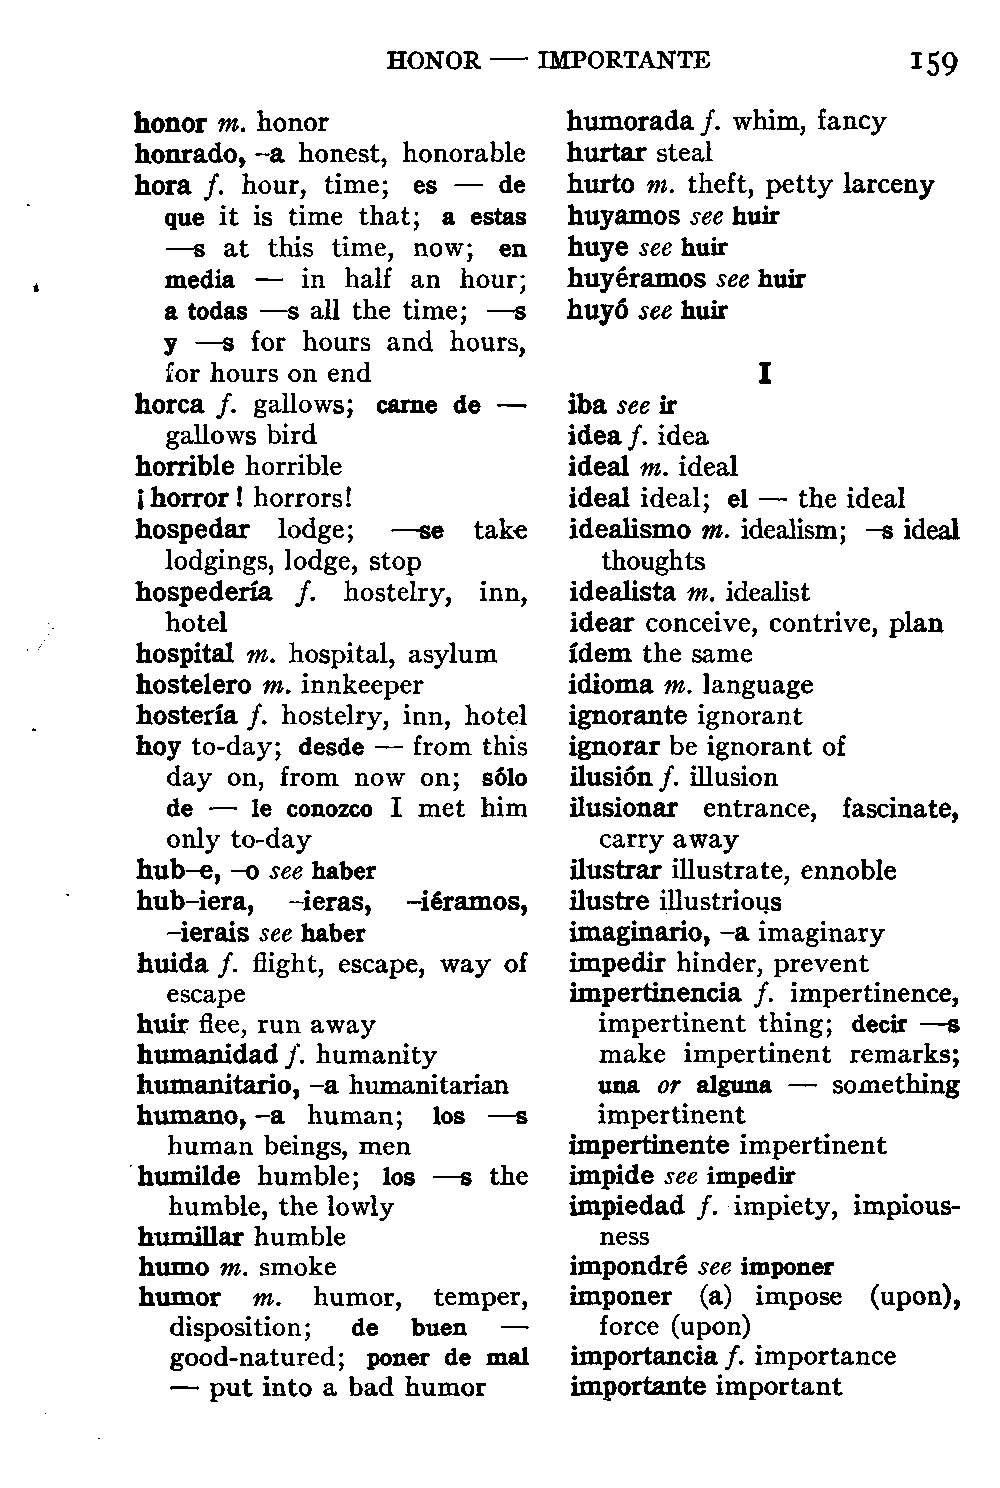 HONOR — IMPORTANTE 159
honor m. honor
honrado, –a honest, honorable
hora f. hour, time; es — de
que it is time that; a estas
—s at this time, now; en
media — in half an hour;
a todas —s all the time; —s
y —s for hours and hours,
for hours on end
horca f. gallows; carne de —
gallows bird
horrible horrible
¡horror! horrors!
hospedar lodge; —se take
lodgings, lodge, stop
hospedería f. hostelry, inn,
hotel
hospital m. hospital, asylum
hostelero m. innkeeper
hostería f. hostelry, inn, hotel
hoy to-day; desde — from this
day on, from now on; sólo
de — le conozco I met him
only to-day
hub–e, –o see haber
hub–iera, –ieras, –iéramos,
–ierais see haber
huida f. flight, escape, way of
escape
huir flee, run away
humanidad f. humanity
humanitario, –a humanitarian
humano, –a human; los —s
human beings, men
humilde humble; los —s the
humble, the lowly
humillar humble
humo m. smoke
humor m. humor, temper,
disposition; de buen —
good-natured; poner de mal
— put into a bad humor
humorada f. whim, fancy
hurtar steal
hurto m. theft, petty larceny
huyamos see huir
huye see huir
huyéramos see huir
huyó see huir
I
iba see ir
idea f. idea
ideal m. ideal
ideal ideal; el — the ideal
idealismo m. idealism; –s ideal
thoughts
idealista m. idealist
idear conceive, contrive, plan
ídem the same
idioma m. language
ignorante ignorant
ignorar be ignorant of
ilusión f. illusion
ilusionar entrance, fascinate,
carry away
ilustrar illustrate, ennoble
ilustre illustrious
imaginario, –a imaginary
impedir hinder, prevent
impertinencia f. impertinence,
impertinent thing; decir —s
make impertinent remarks;
una or alguna — something
impertinent
impertinente impertinent
impide see impedir
impiedad f. impiety, impious-
ness
impondré see imponer
imponer (a) impose (upon),
force (upon)
importancia f. importance
importante important